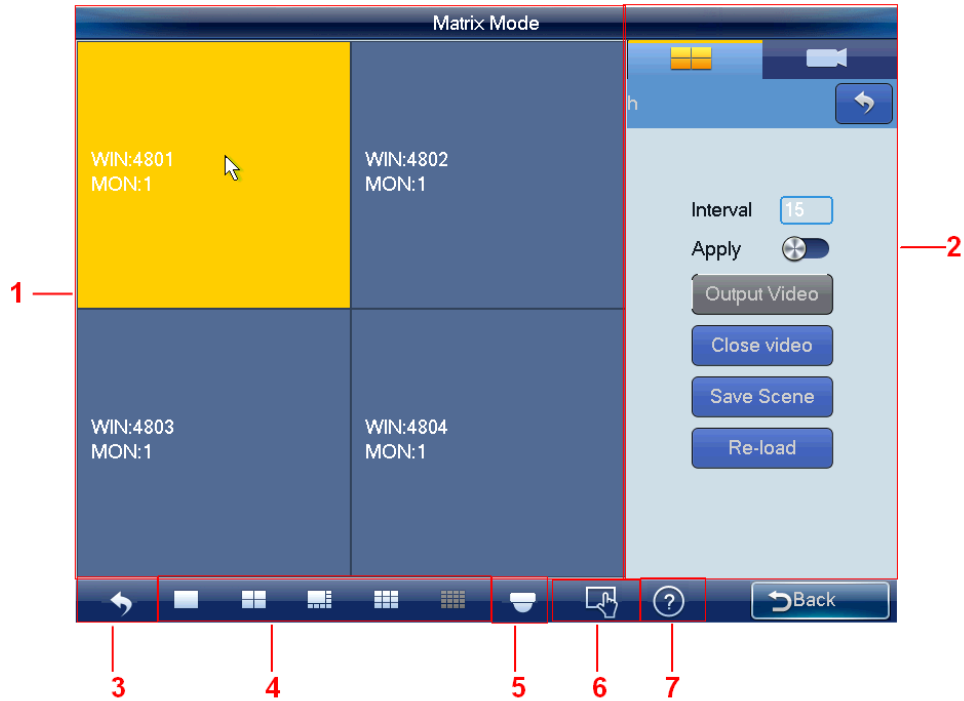 Matrix Mode
h
WIN:4801
MON:1
WIN:4802
MON:1
Interval 15
Apply
Output Video
Close video
Save Scene
Re-load
WIN:4803
MON:1
WIN:4804
MON:1
?
Back
1
2
3
4
5
6
7